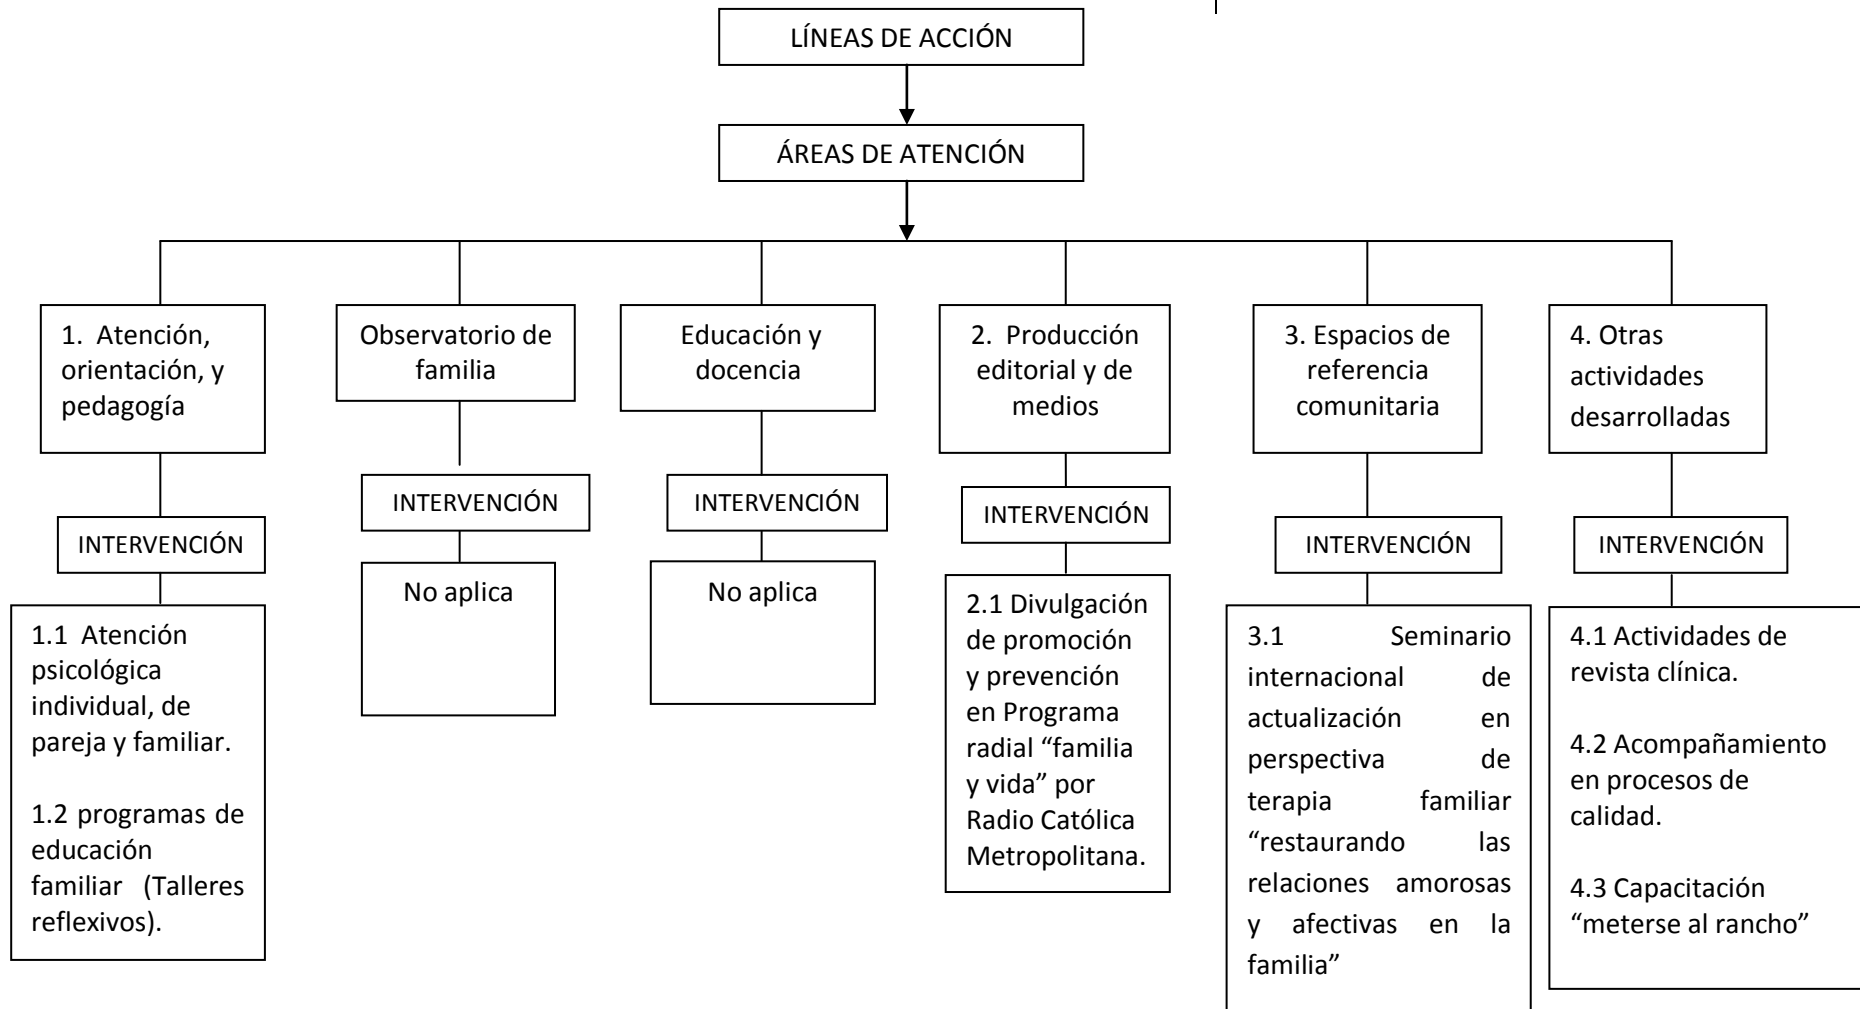 LÍNEAS DE ACCIÓN
ÁREAS DE ATENCIÓN
1. Atención,
orientación, y
pedagogía
Observatorio de
familia
Educación y
docencia
2. Producción
editorial y de
medios
3. Espacios de
referencia
comunitaria
4. Otras
actividades
desarrolladas
INTERVENCIÓN
INTERVENCIÓN
INTERVENCIÓN
INTERVENCIÓN
INTERVENCIÓN
INTERVENCIÓN
1.1 Atención
psicológica
individual, de
pareja y familiar.
1.2 programas de
educación
familiar (Talleres
reflexivos).
No aplica
No aplica
2.1 Divulgación
de promoción
y prevención
en Programa
radial “familia
y vida” por
Radio Católica
Metropolitana.
3.1 Seminario
internacional de
actualización en
perspectiva de
terapia familiar
“restaurando las
relaciones amorosas
y afectivas en la
familia”
4.1 Actividades de
revista clínica.
4.2 Acompañamiento
en procesos de
calidad.
4.3 Capacitación
“meterse al rancho”